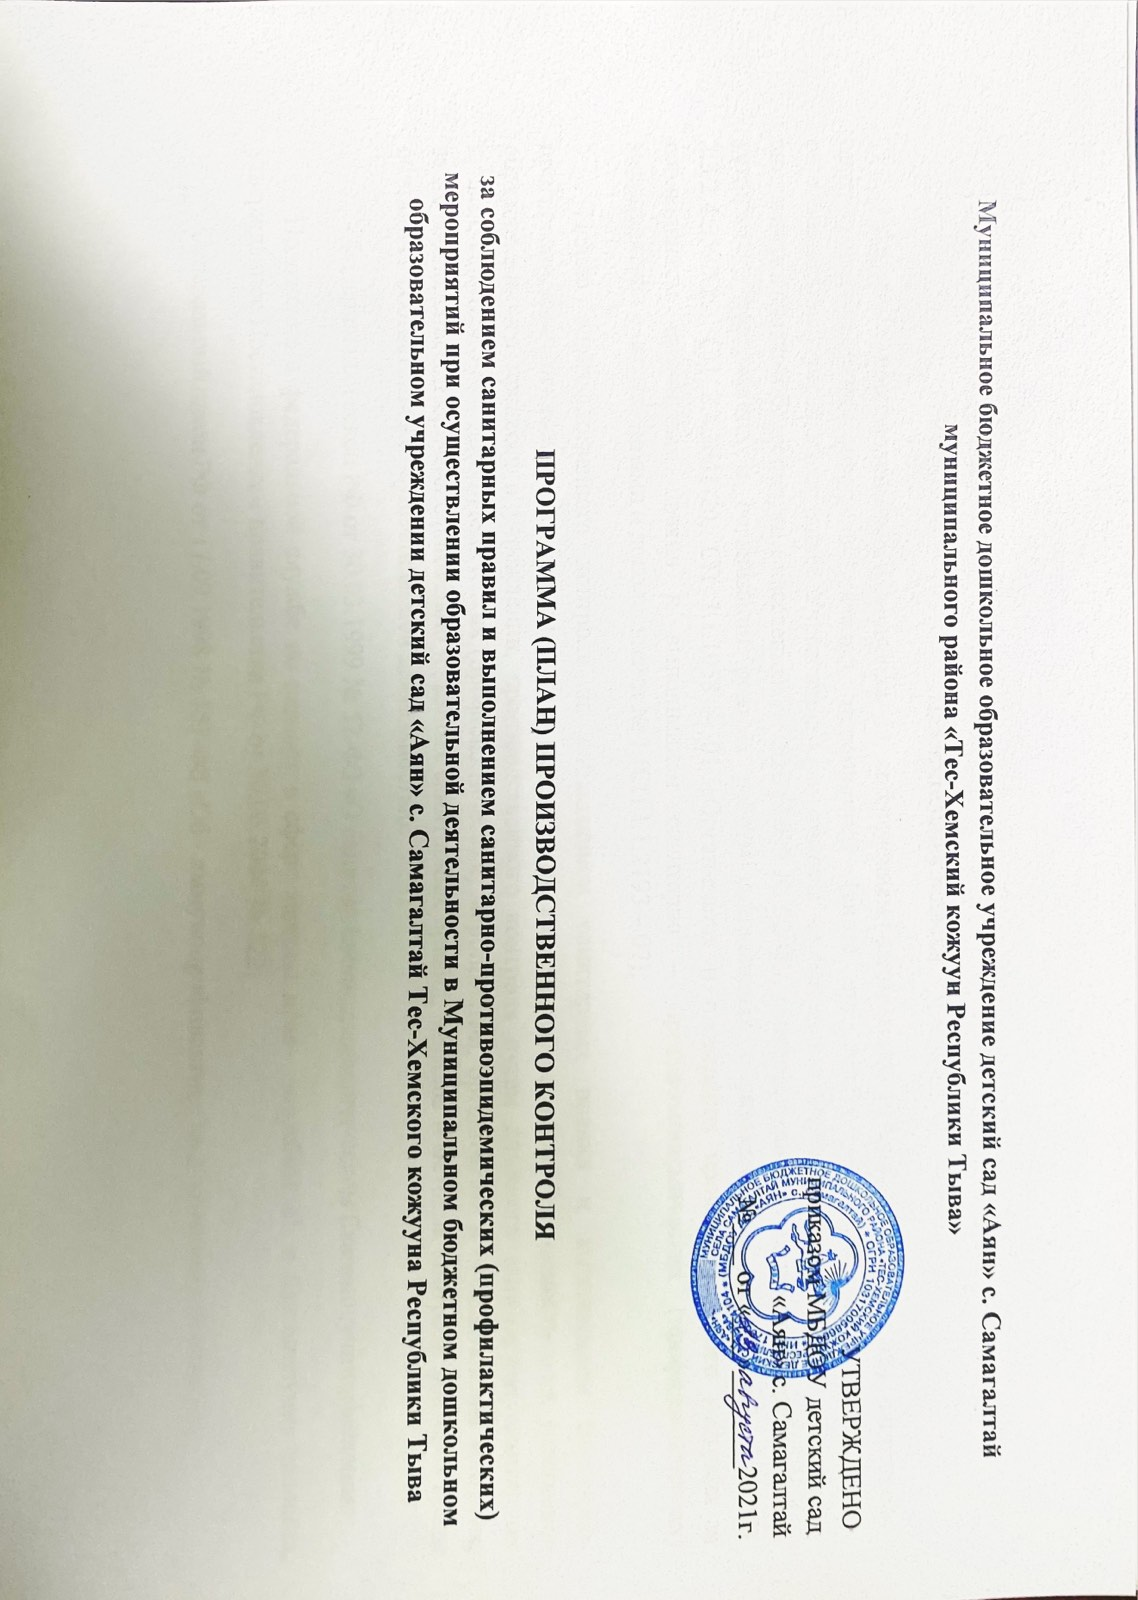 Муниципальное бюджетное дошкольное образовательное учреждение детский сад «Аян» с. Самагалтай
муниципального района «Тес-Хемский кожуун Республики Тыва»
УТВЕРЖДЕНО
приказом МБДОУ детский сад
«Аян» с. Самагалтай
№ от « » августа 2021г.
ПРОГРАММА (ПЛАН) ПРОИЗВОДСТВЕННОГО КОНТРОЛЯ
за соблюдением санитарных правил и выполнением санитарно-противоэпидемических (профилактических)
мероприятий при осуществлении образовательной деятельности в Муниципальном бюджетном дошкольном
образовательном учреждении детский сад «Аян» с. Самагалтай Тес-Хемского кожууна Республики Тыва